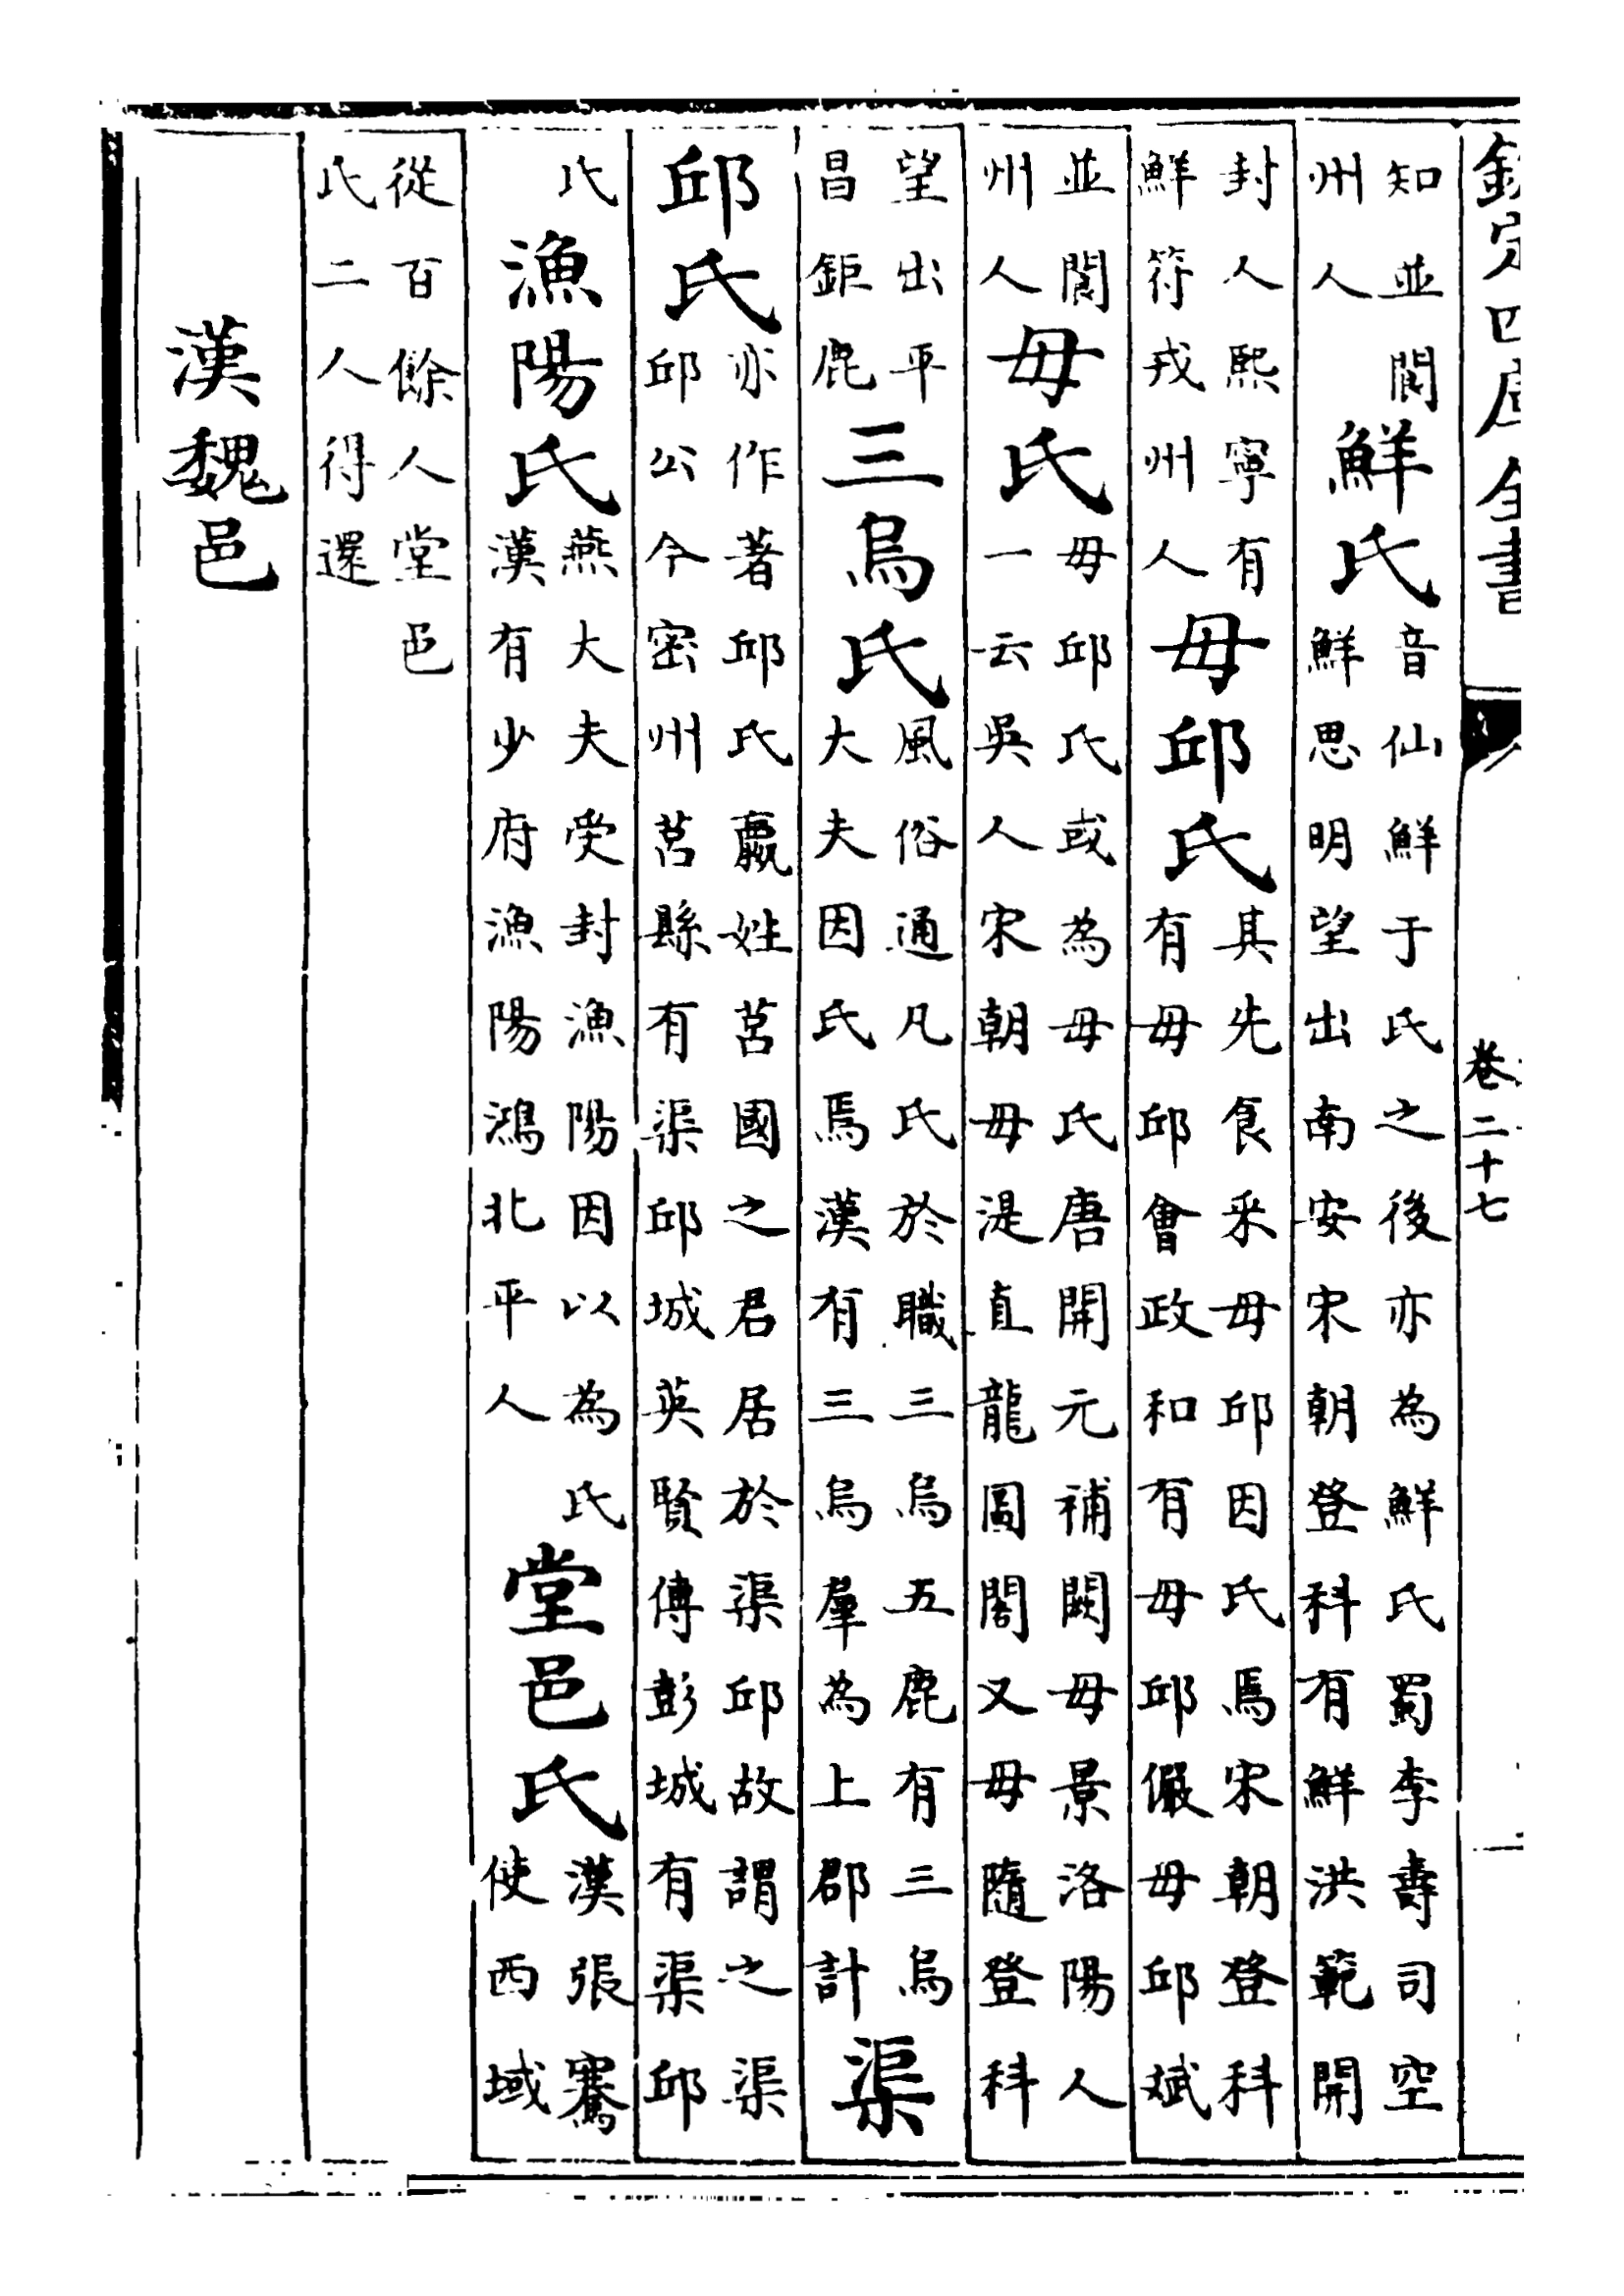 欽定四庫全書
卷二十七
知並閬
州人
鮮氏
音仙鮮于氏之後亦為鮮氏蜀李壽司空
鮮思明望出南安宋朝登科有鮮洪範開
封人熙寧有
鮮符戎州人
毋邱氏
其先食采毋邱因氏焉宋朝登科
有毋邱會政和有毋邱儼毋邱斌
並閬
州人
毋氏
毋邱氏或為毋氏唐開元補闕毋景洛陽人
一云吳人宋朝毋湜直龍圖閣又毋隨登科
望出平
昌鉅鹿
三烏氏
風俗通凡氏於職三烏五鹿有三烏
大夫因氏焉漢有三烏羣為上郡計
渠
邱氏
亦作著邱氏嬴姓莒國之君居於渠邱故謂之渠
邱公今密州莒縣有渠邱城英賢傳彭城有渠邱
氏
漁陽氏
燕大夫受封漁陽因以為氏
漢有少府漁陽鴻北平人
堂邑氏
漢張騫
使西域
從百餘人堂邑
氏二人得還
漢魏邑